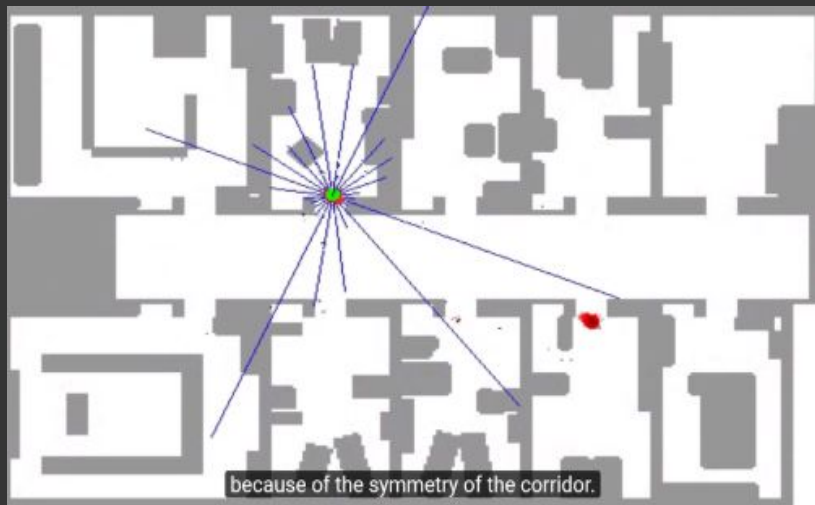 because of the symmetry of the corridor.